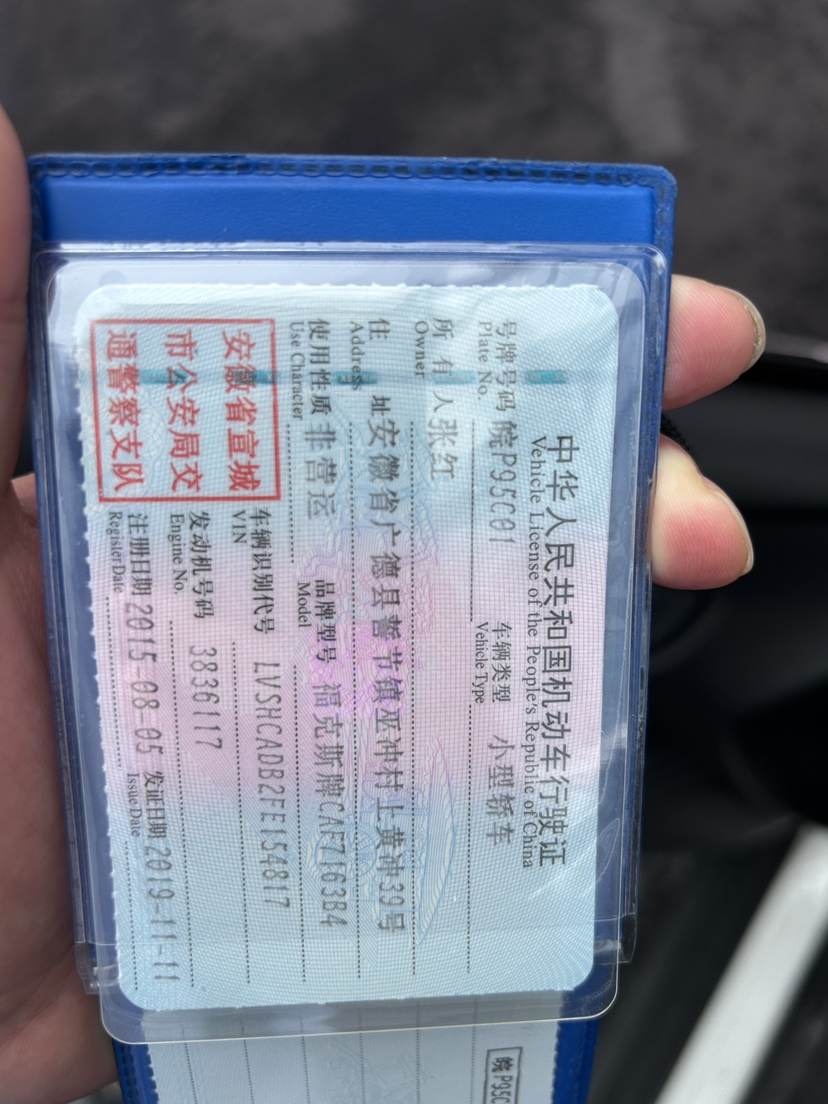 中华人民共和国机动车行驶证
Vehicle License of the People's Republic of China
号牌号码 皖P95C01 车辆类型 小型轿车
Plate No. Vehicle Type
所有人 张红
Owner
住址 安徽省广德县誓节镇巫冲村上黄冲39号
Address
使用性质 非营运 品牌型号 福克斯牌CAF7163B4
Use Character Model
安徽省宣城
市公安局交
通警察支队
车辆识别代号 LVSHCADB2FE154817
VIN
发动机号码 3836117
Engine No.
注册日期 2015-08-05 发证日期 2019-11-11
Register Date Issue Date
皖P95C